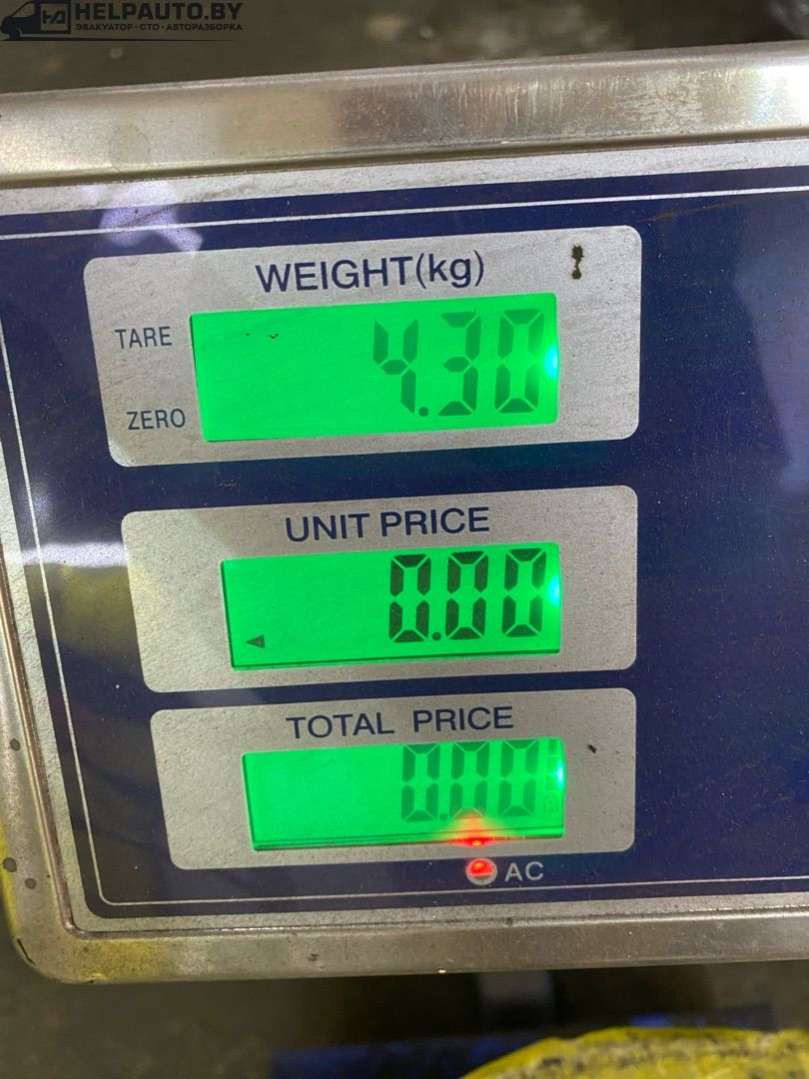 HELPAUTO.BY
ЭВАКУАТОР · СТО · АВТОРАЗБОРКА
WEIGHT(kg)
TARE
4.30
ZERO
UNIT PRICE
0.00
TOTAL PRICE
0.00
AC